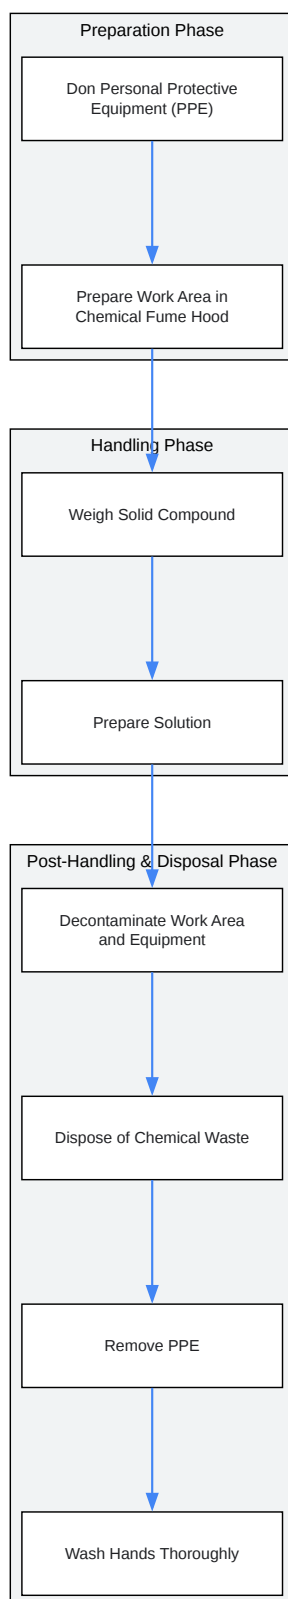 Preparation Phase
Don Personal Protective
Equipment (PPE)
Prepare Work Area in
Chemical Fume Hood
Handling Phase
Weigh Solid Compound
Prepare Solution
Post-Handling & Disposal Phase
Decontaminate Work Area
and Equipment
Dispose of Chemical Waste
Remove PPE
Wash Hands Thoroughly